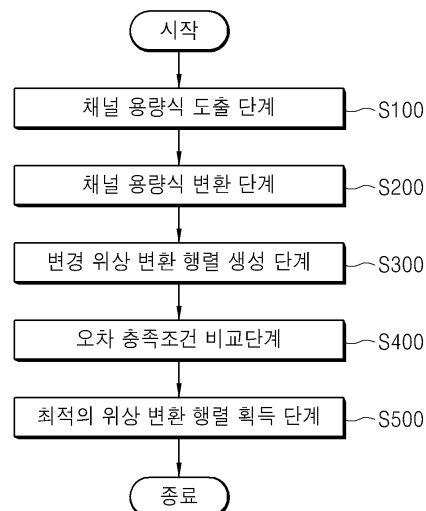 시작
채널 용량식 도출 단계 S100
채널 용량식 변환 단계 S200
변경 위상 변환 행렬 생성 단계 S300
오차 충족조건 비교단계 S400
최적의 위상 변환 행렬 획득 단계 S500
종료